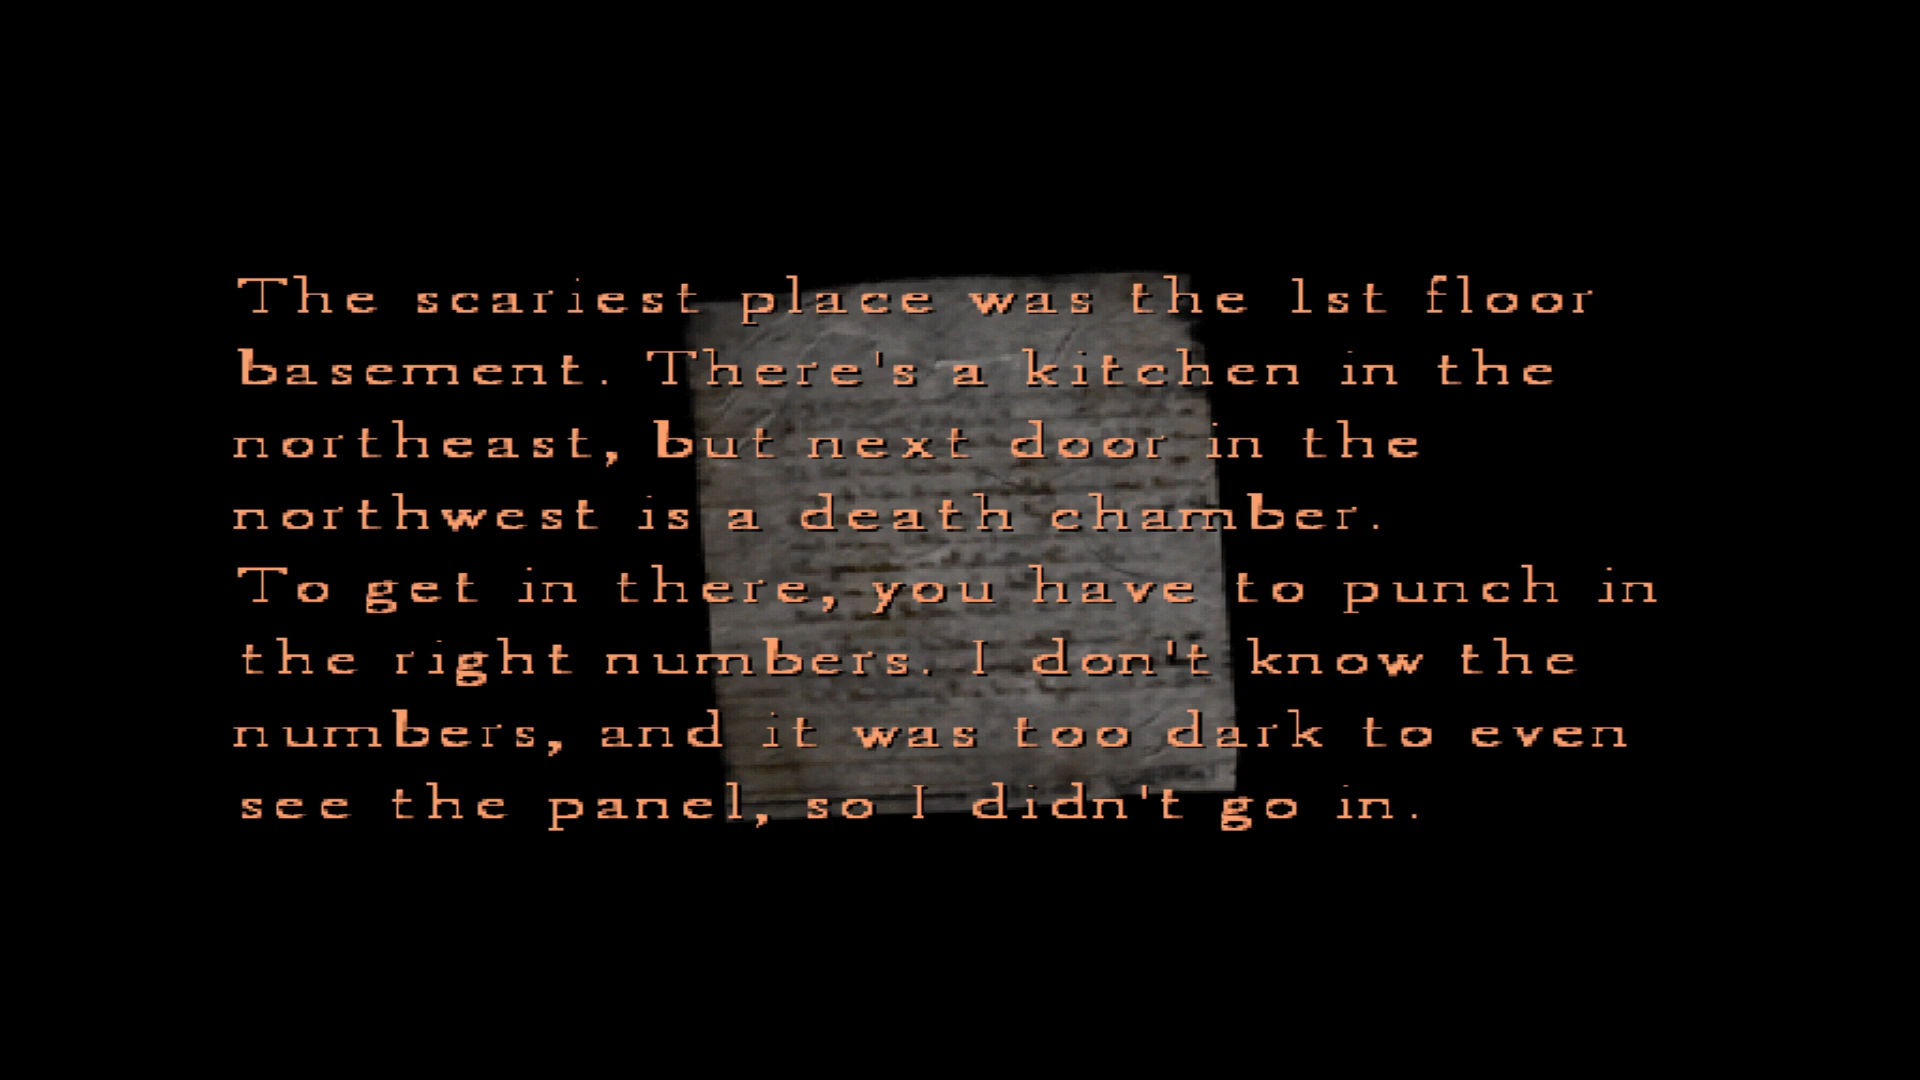 The scariest place was the 1st floor
basement. There's a kitchen in the
northeast, but next door in the
northwest is a death chamber.
To get in there, you have to punch in
the right numbers. I don't know the
numbers, and it was too dark to even
see the panel, so I didn't go in.